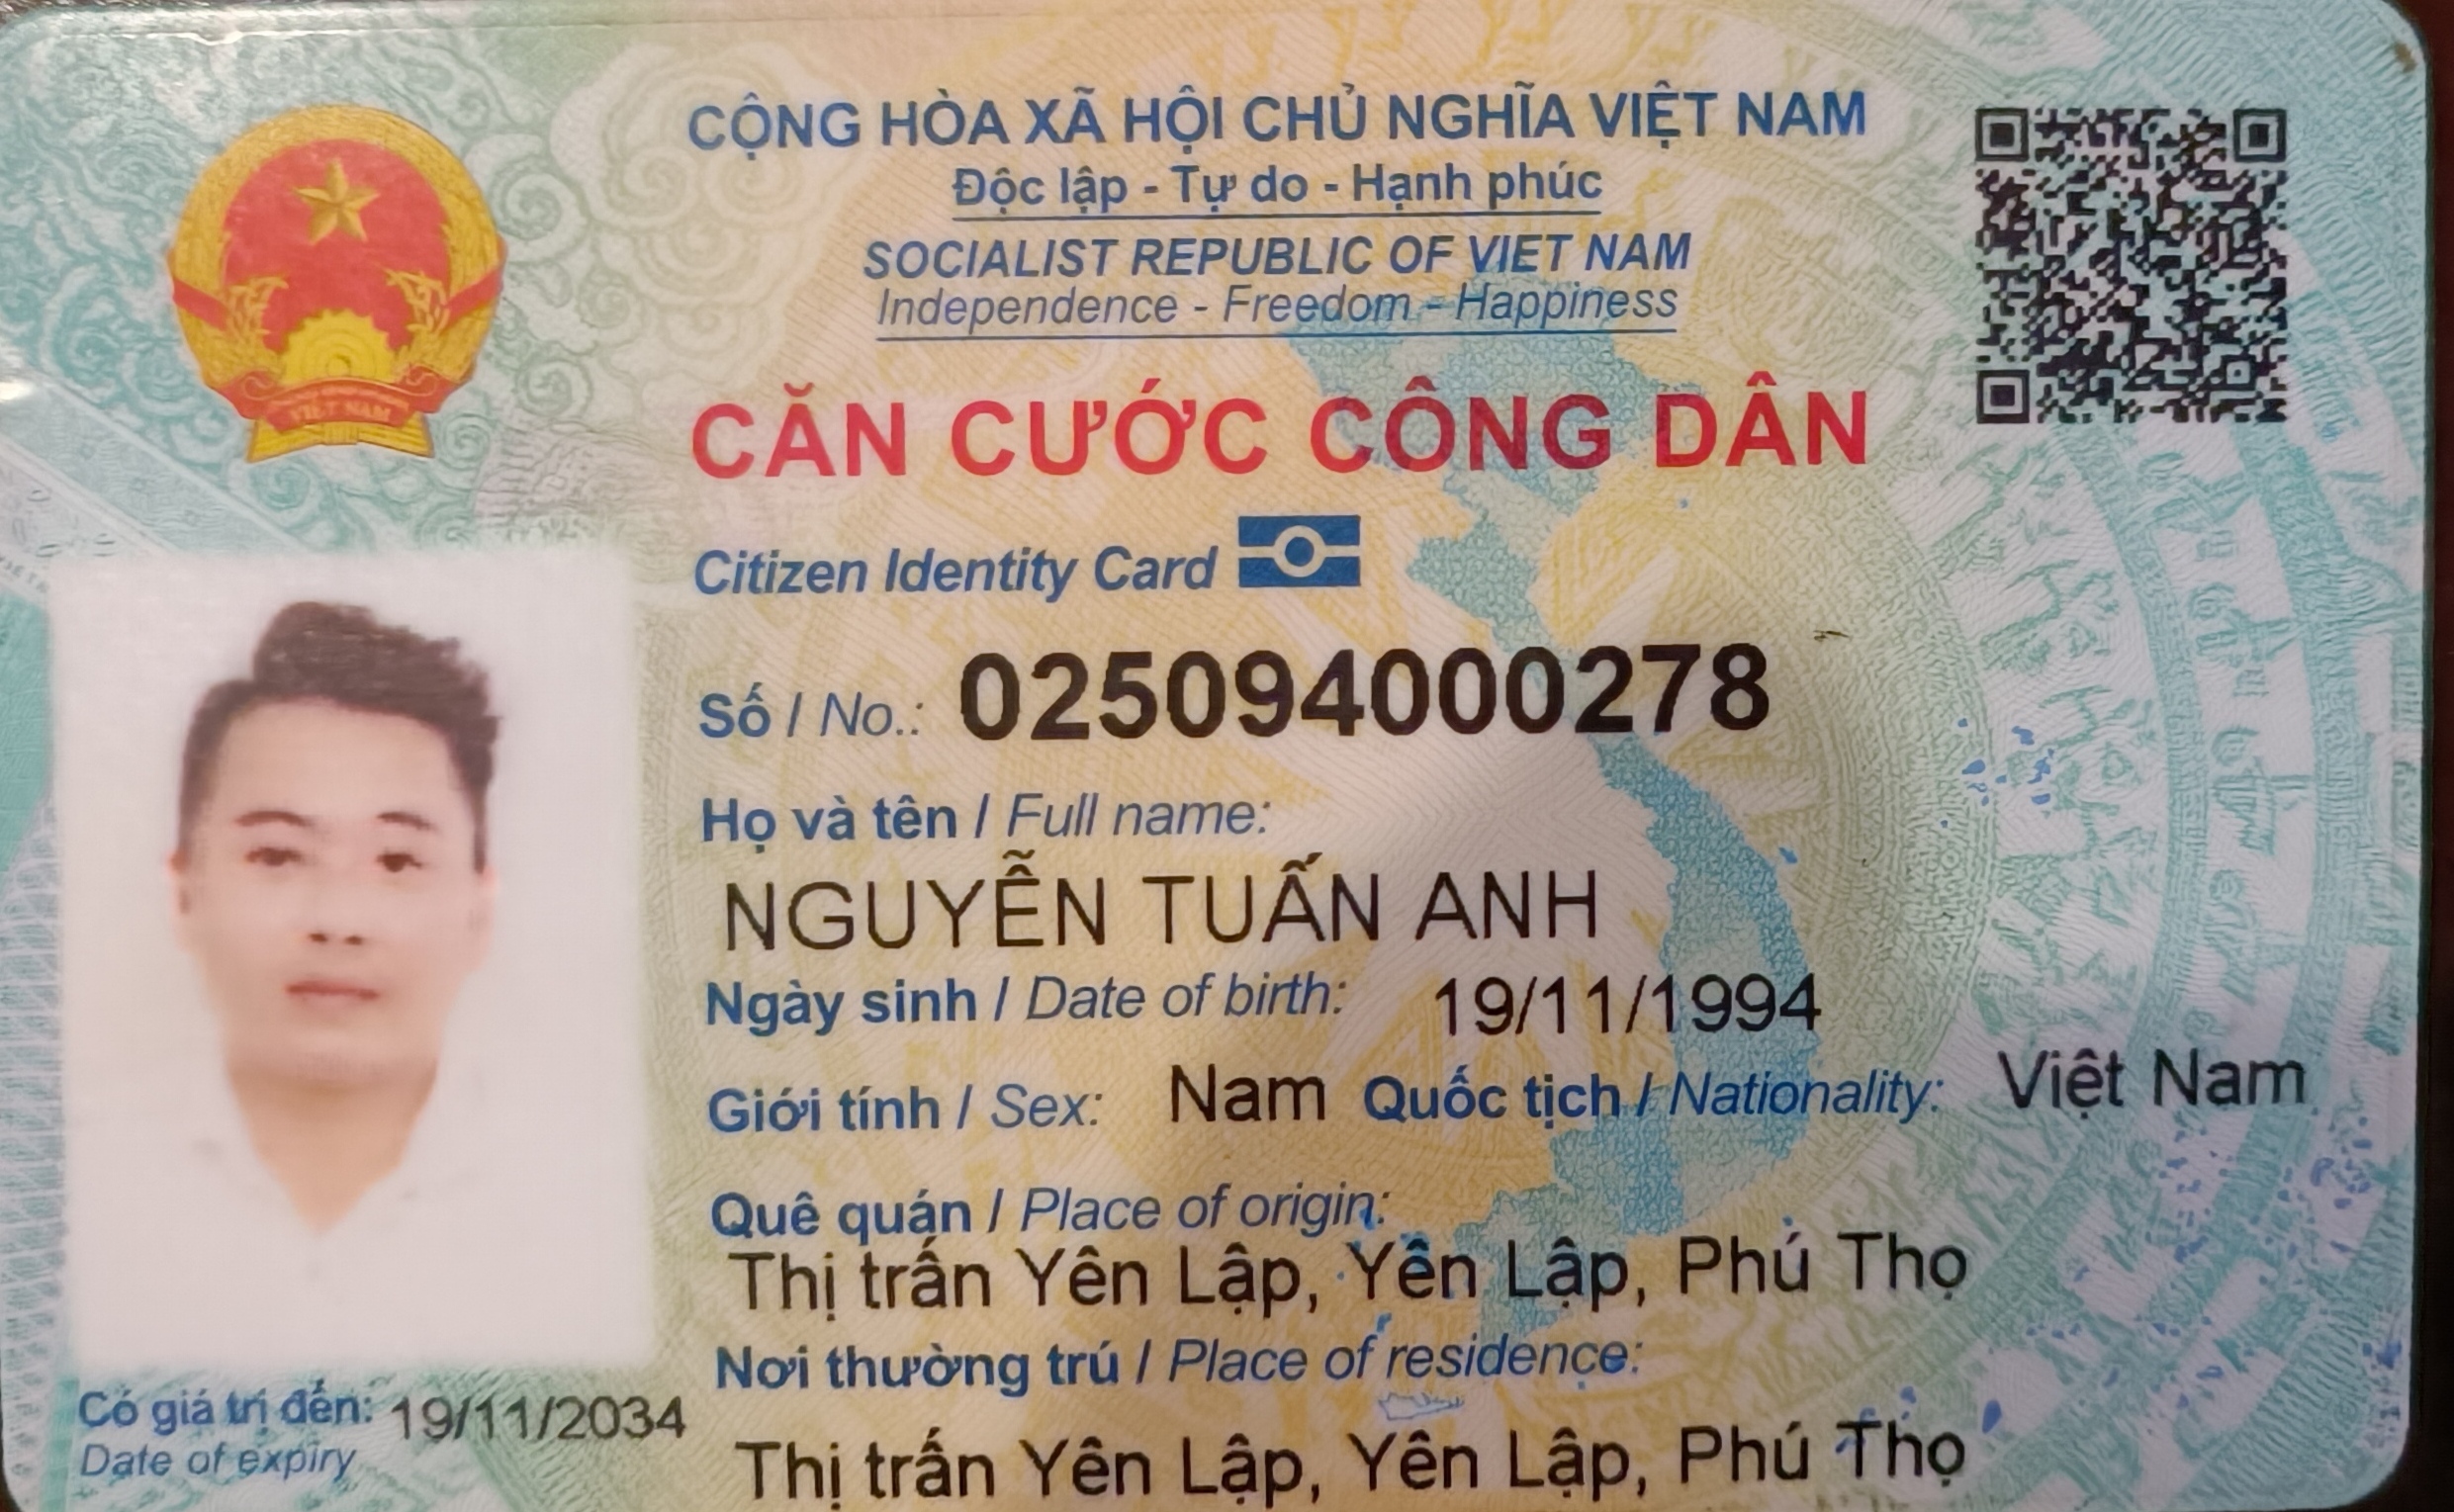 CỘNG HÒA XÃ HỘI CHỦ NGHĨA VIỆT NAM
Độc lập - Tự do - Hạnh phúc
SOCIALIST REPUBLIC OF VIET NAM
Independence - Freedom - Happiness
CĂN CƯỚC CÔNG DÂN
Citizen Identity Card
Số / No.: 025094000278
Họ và tên / Full name:
NGUYỄN TUẤN ANH
Ngày sinh / Date of birth: 19/11/1994
Giới tính / Sex: Nam Quốc tịch / Nationality: Việt Nam
Quê quán / Place of origin:
Thị trấn Yên Lập, Yên Lập, Phú Thọ
Nơi thường trú / Place of residence:
Thị trấn Yên Lập, Yên Lập, Phú Thọ
Có giá trị đến: 19/11/2034
Date of expiry
VIỆT NAM